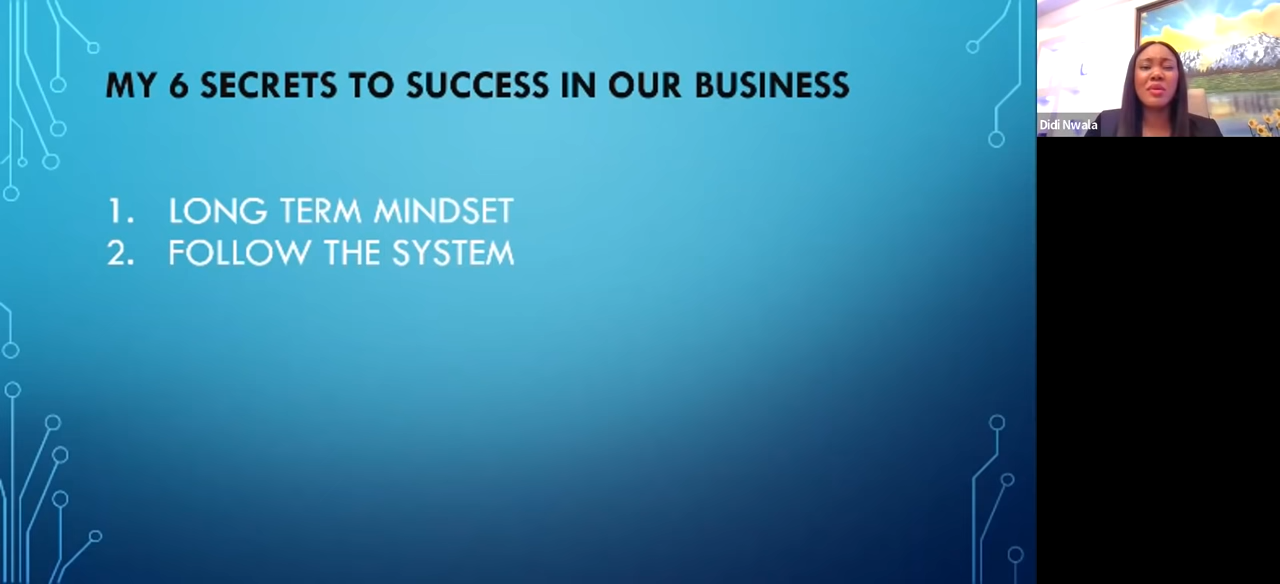 MY 6 SECRETS TO SUCCESS IN OUR BUSINESS
1. LONG TERM MINDSET
2. FOLLOW THE SYSTEM
Didi Nwala